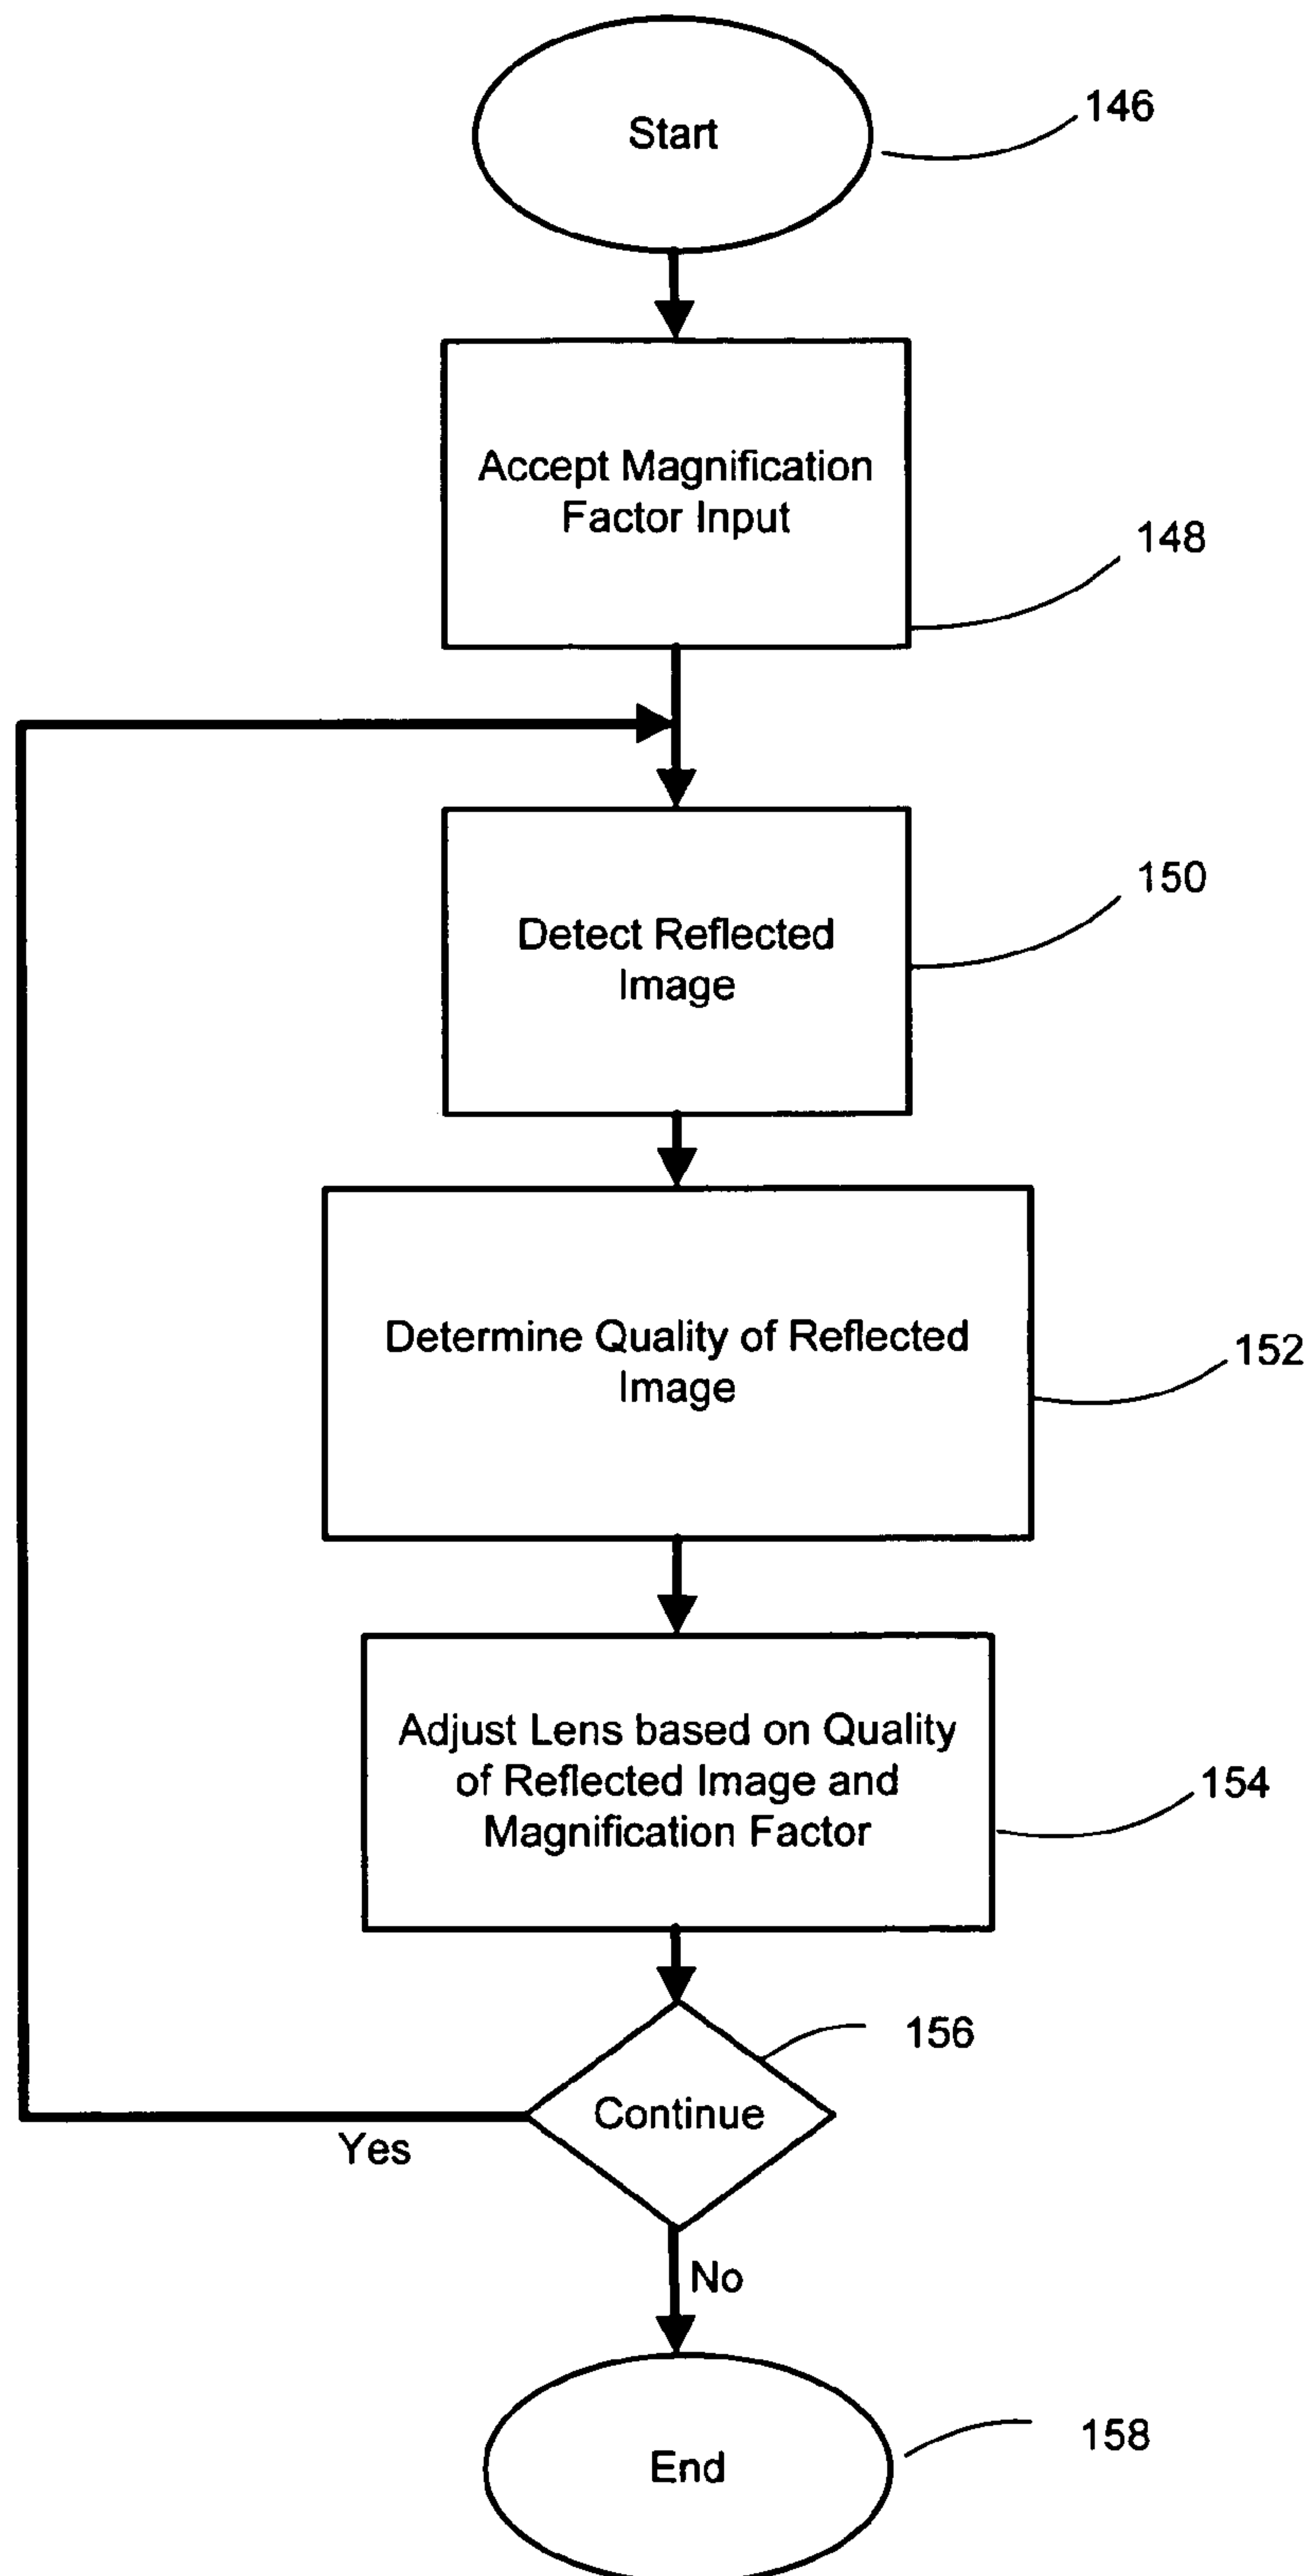 Start
146
Accept Magnification
Factor Input
148
150
Detect Reflected
Image
Determine Quality of Reflected
Image
152
Adjust Lens based on Quality
of Reflected Image and
Magnification Factor
154
156
Continue
Yes
No
158
End